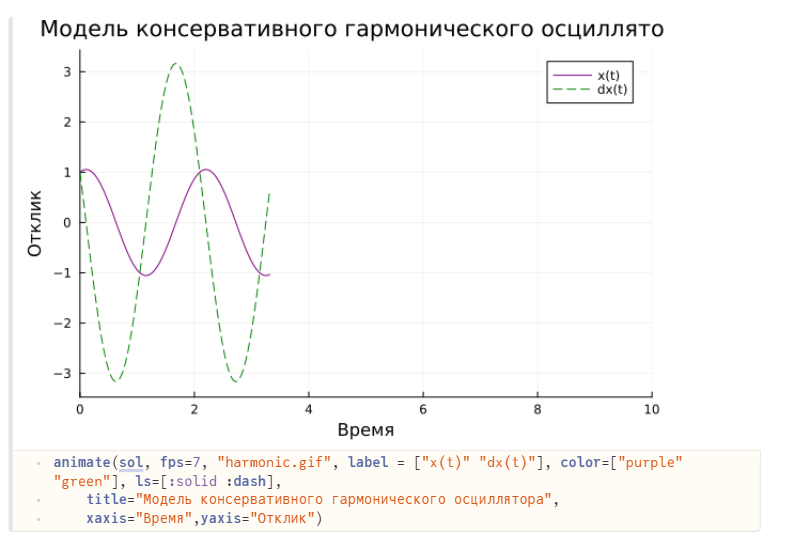 Модель консервативного гармонического осциллято
3
2
1
0
−1
−2
−3
Отклик
x(t)
dx(t)
0 2 4 6 8 10
Время
animate(sol, fps=7, "harmonic.gif", label = ["x(t)" "dx(t)"], color=["purple"
"green"], ls=[:solid :dash],
title="Модель консервативного гармонического осциллятора",
xaxis="Время",yaxis="Отклик")